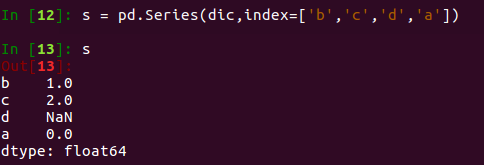 In [12]: s = pd.Series(dic,index=['b','c','d','a'])
In [13]: s
Out[13]:
b    1.0
c    2.0
d    NaN
a    0.0
dtype: float64